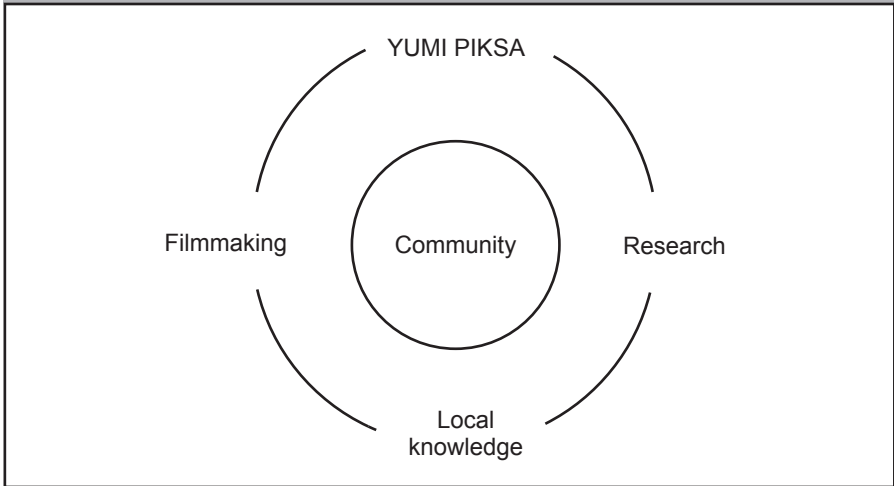 YUMI PIKSA
Filmmaking
Community
Research
Local
knowledge